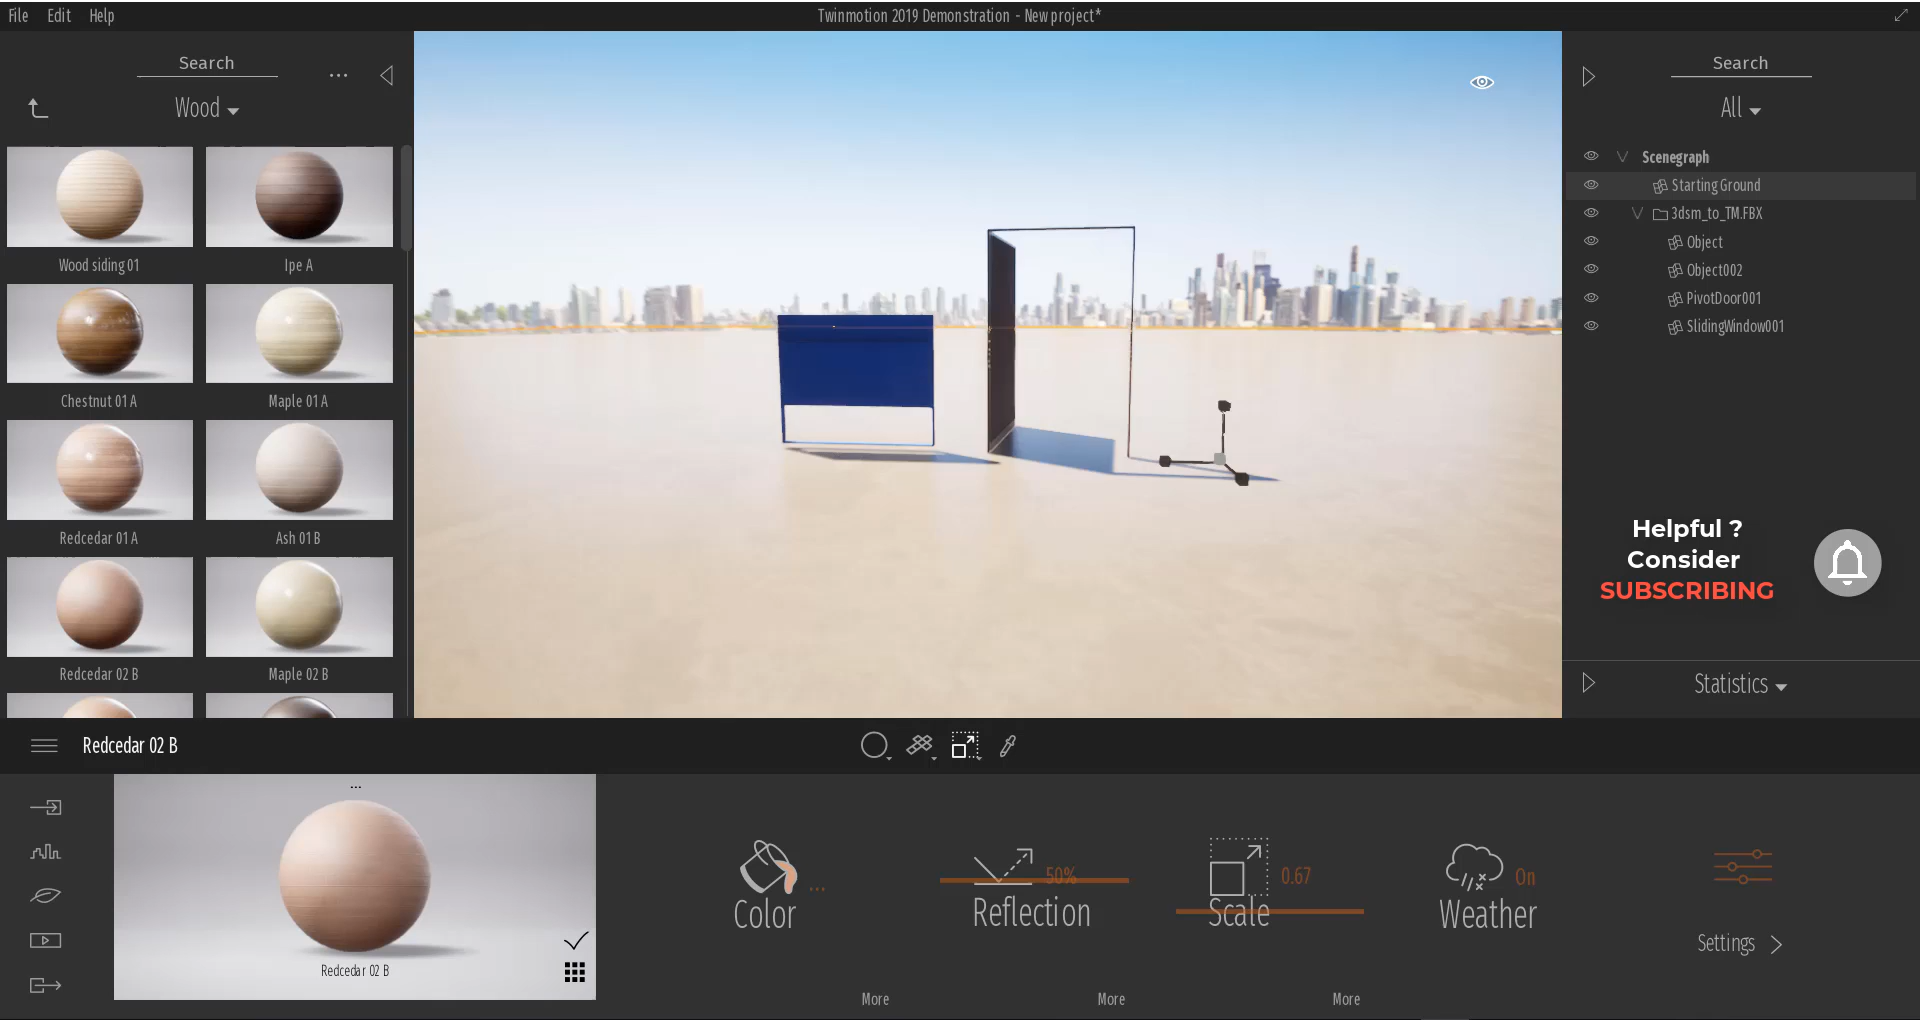 File Edit Help
Twinmotion 2019 Demonstration - New project*
Search
...
Wood
Wood siding 01
Ipe A
Chestnut 01 A
Maple 01 A
Redcedar 01 A
Ash 01 B
Redcedar 02 B
Maple 02 B
Search
All
Scenegraph
Starting Ground
3dsm_to_TM.FBX
Object
Object002
PivotDoor001
SlidingWindow001
Helpful ?
Consider
SUBSCRIBING
Statistics
Redcedar 02 B
...
Redcedar 02 B
Color ...
More
Reflection 50%
More
Scale 0.67
More
Weather On
Settings